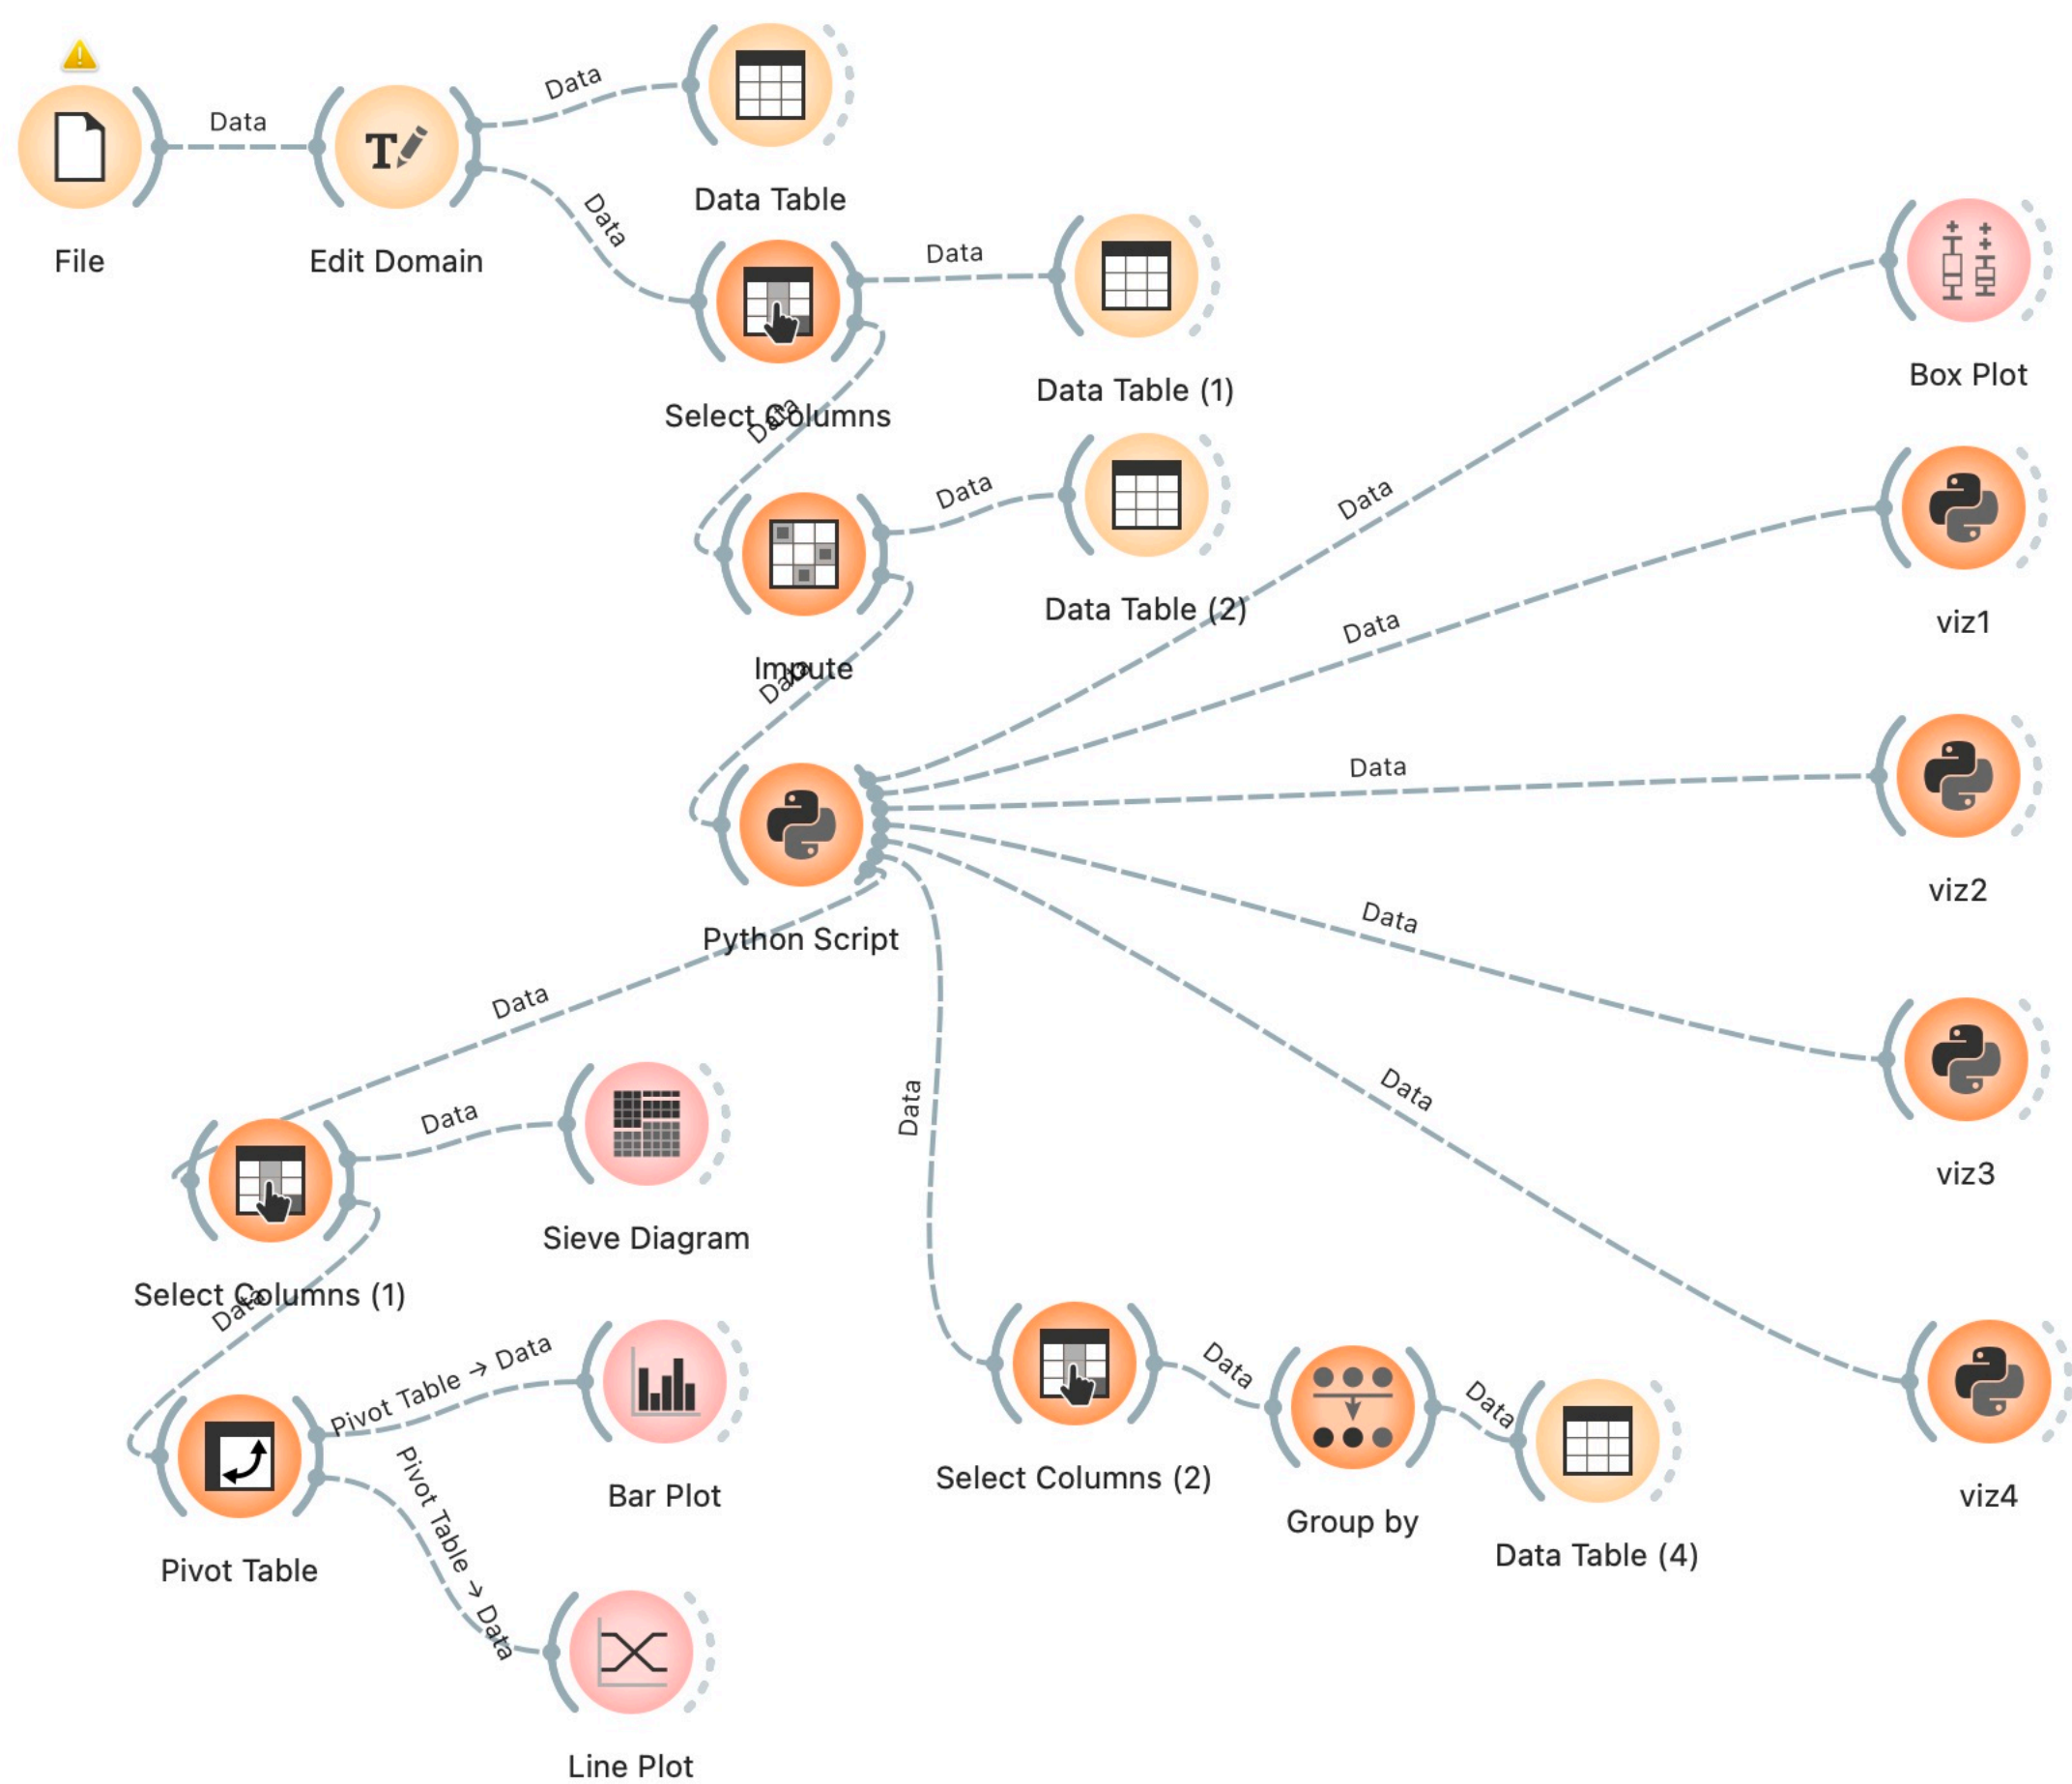 Data
Data
Data Table
File
Edit Domain
Data
Data
Data Table (1)
Select Columns
Data
Box Plot
Data
Data
Data Table (2)
viz1
Data
Impute
Data
Data
viz2
Python Script
Data
Data
viz3
Data
Data
Data
Sieve Diagram
Select Columns (1)
Data
Pivot Table → Data
Bar Plot
Data
Data
Select Columns (2)
Group by
Data Table (4)
viz4
Pivot Table
Pivot Table → Data
Line Plot